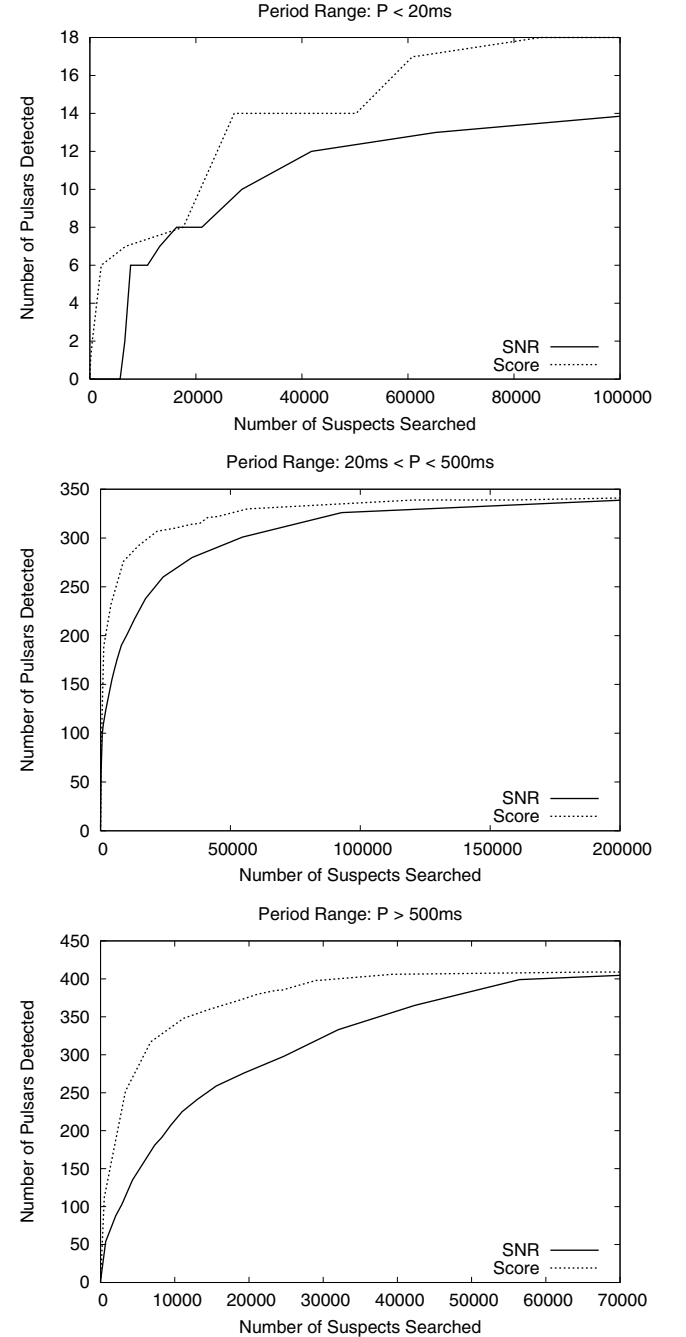 Period Range: P < 20ms
18
16
14
12
10
8
6
4
2
0
Number of Pulsars Detected
SNR
Score
0 20000 40000 60000 80000 100000
Number of Suspects Searched
Period Range: 20ms < P < 500ms
350
300
250
200
150
100
50
0
Number of Pulsars Detected
SNR
Score
0 50000 100000 150000 200000
Number of Suspects Searched
Period Range: P > 500ms
450
400
350
300
250
200
150
100
50
0
Number of Pulsars Detected
SNR
Score
0 10000 20000 30000 40000 50000 60000 70000
Number of Suspects Searched